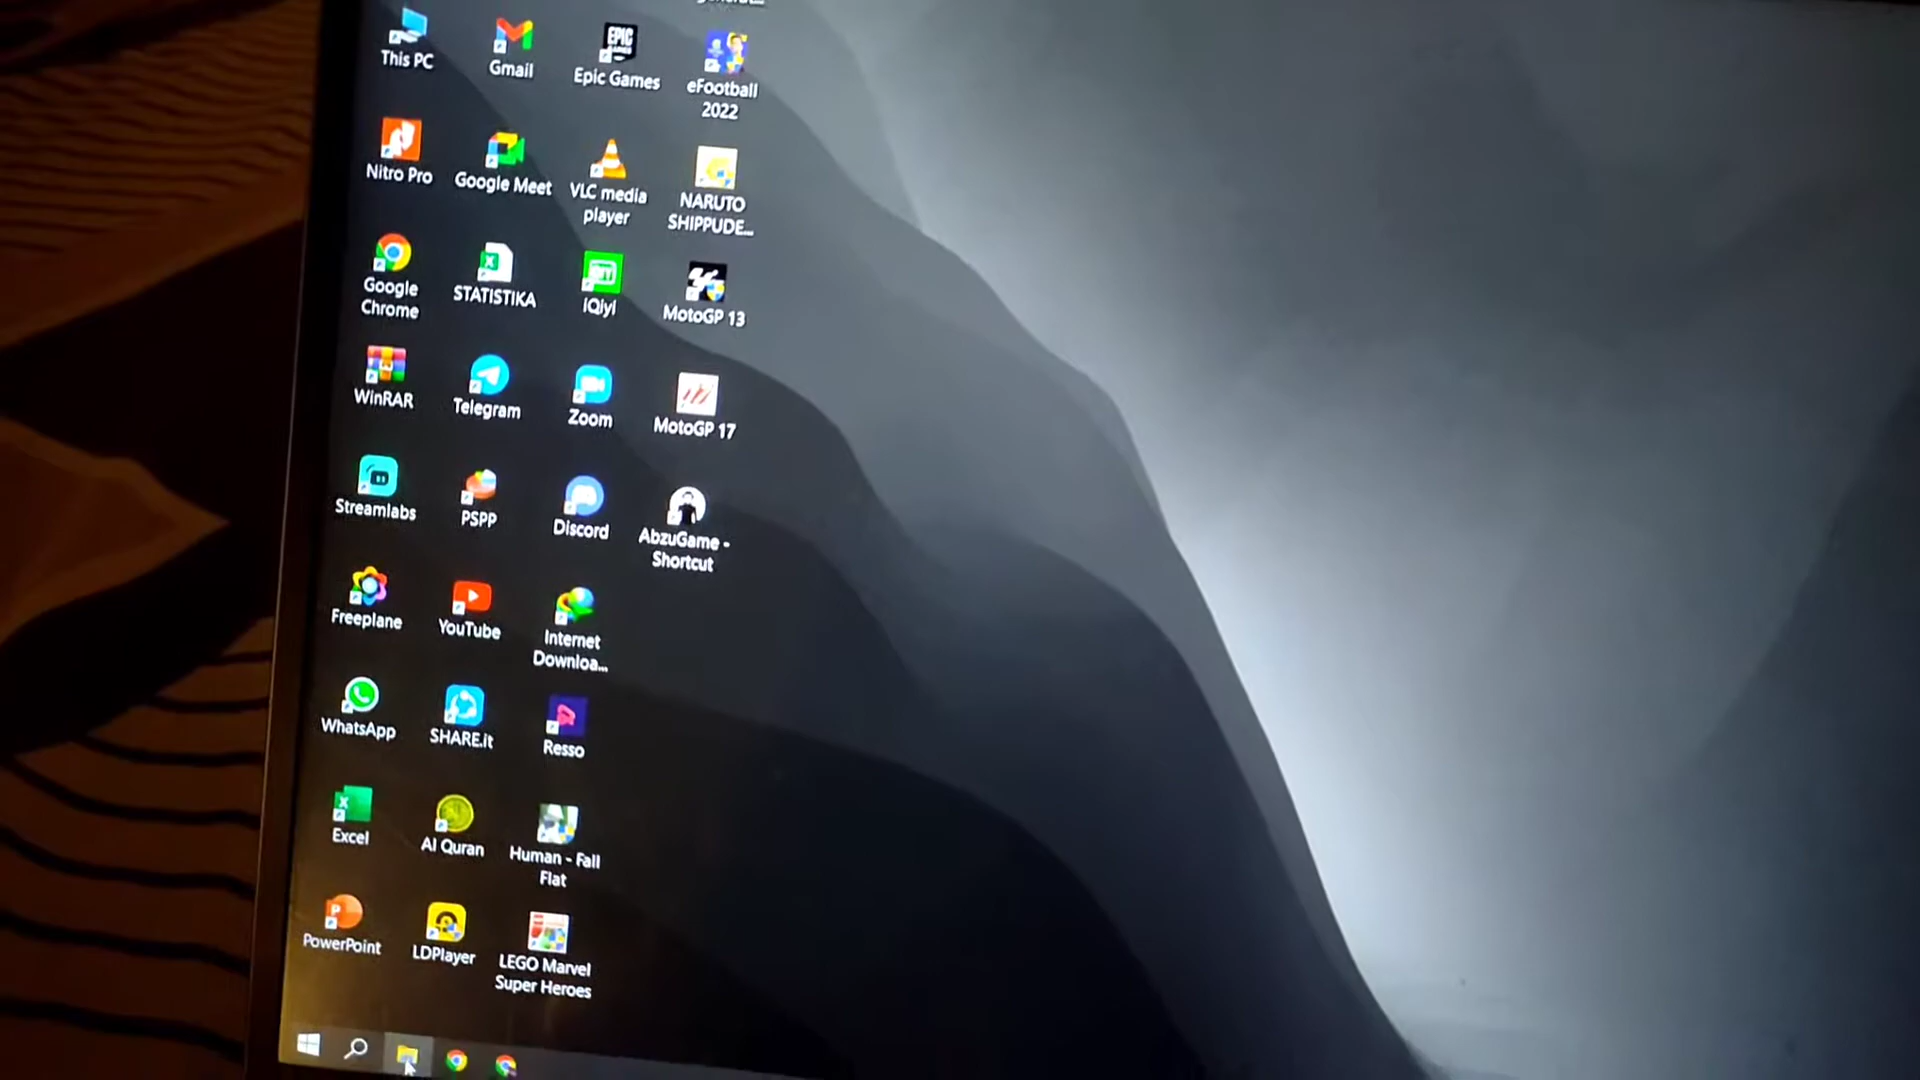 This PC
Nitro Pro
Google
Chrome
WinRAR
Streamlabs
Freeplane
WhatsApp
Excel
PowerPoint
Gmail
Google Meet
STATISTIKA
Telegram
PSPP
YouTube
SHARE.it
Al Quran
LDPlayer
EPIC
GAMES
Epic Games
VLC media
player
iQIyI
Zoom
Discord
Internet
Downloa...
Resso
Human - Fall
Flat
LEGO Marvel
Super Heroes
eFootball
2022
NARUTO
SHIPPUDE...
MotoGP 13
MotoGP 17
AbzuGame -
Shortcut